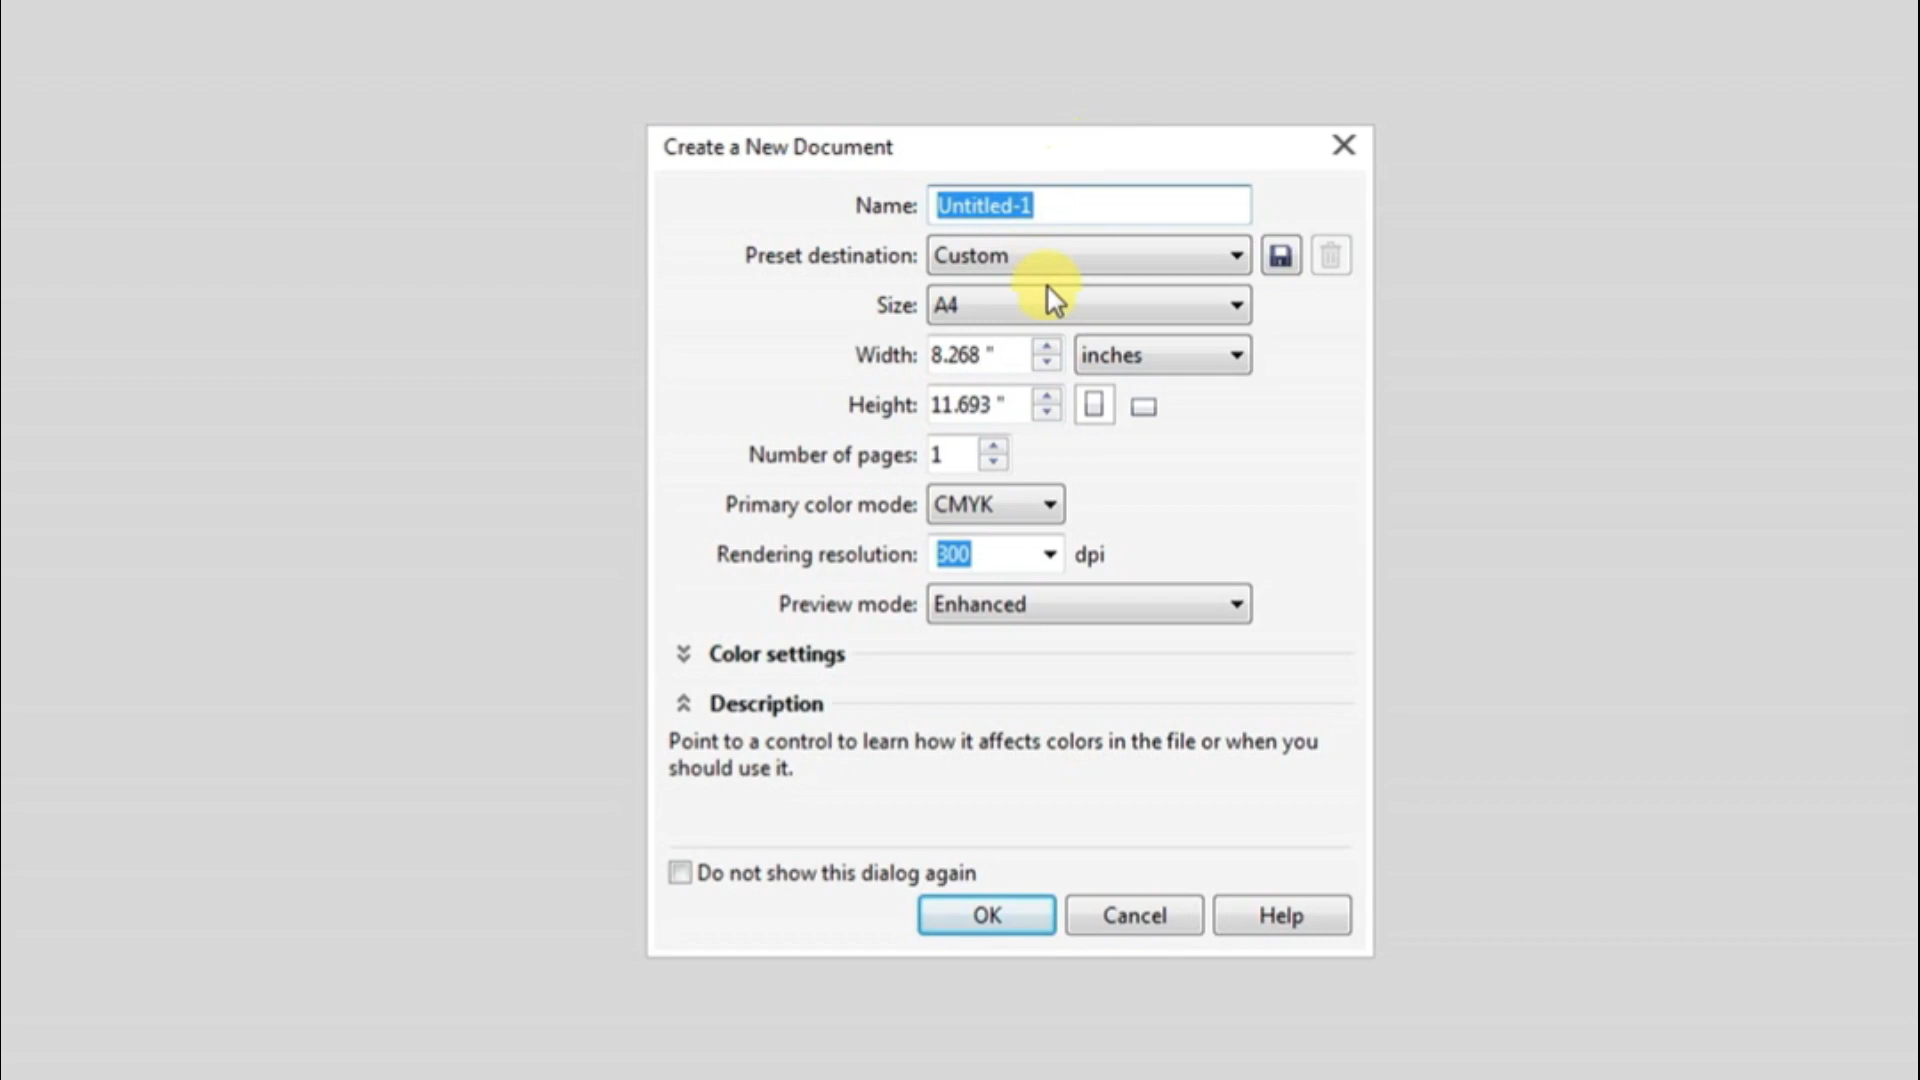 Create a New Document
Name: Untitled-1
Preset destination: Custom
Size: A4
Width: 8.268 " inches
Height: 11.693 "
Number of pages: 1
Primary color mode: CMYK
Rendering resolution: 300 dpi
Preview mode: Enhanced
Color settings
Description
Point to a control to learn how it affects colors in the file or when you
should use it.
Do not show this dialog again
OK Cancel Help